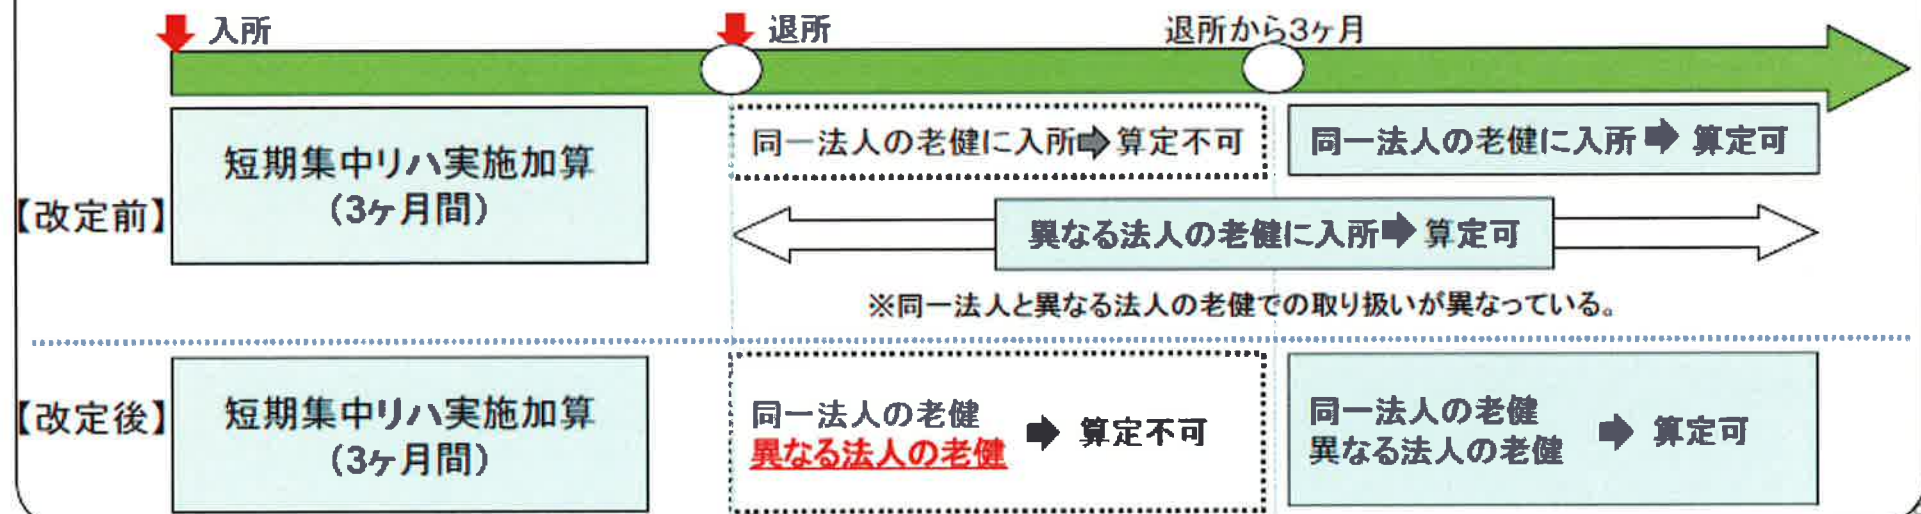 入所
退所
退所から3ヶ月
【改定前】
短期集中リハ実施加算
(3ヶ月間)
同一法人の老健に入所➡算定不可
同一法人の老健に入所➡算定可
異なる法人の老健に入所➡算定可
※同一法人と異なる法人の老健での取り扱いが異なっている。
【改定後】
短期集中リハ実施加算
(3ヶ月間)
同一法人の老健
異なる法人の老健
➡ 算定不可
同一法人の老健
異なる法人の老健
➡ 算定可